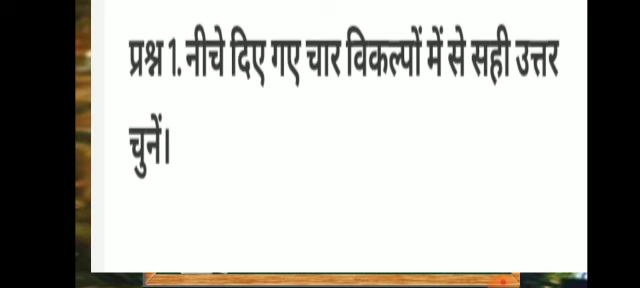 प्रश्न 1. नीचे दिए गए चार विकल्पों में से सही उत्तर
चुनें।